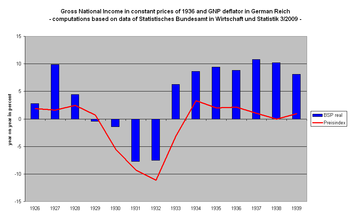 Gross National Income in constant prices of 1936 and GNP deflator in German Reich
- computations based on data of Statistisches Bundesamt in Wirtschaft und Statistik 3/2009 -
year on year in percent
15
10
5
0
-5
-10
-15
1926 1927 1928 1929 1930 1931 1932 1933 1934 1935 1936 1937 1938 1939
BSP real
Preisindex